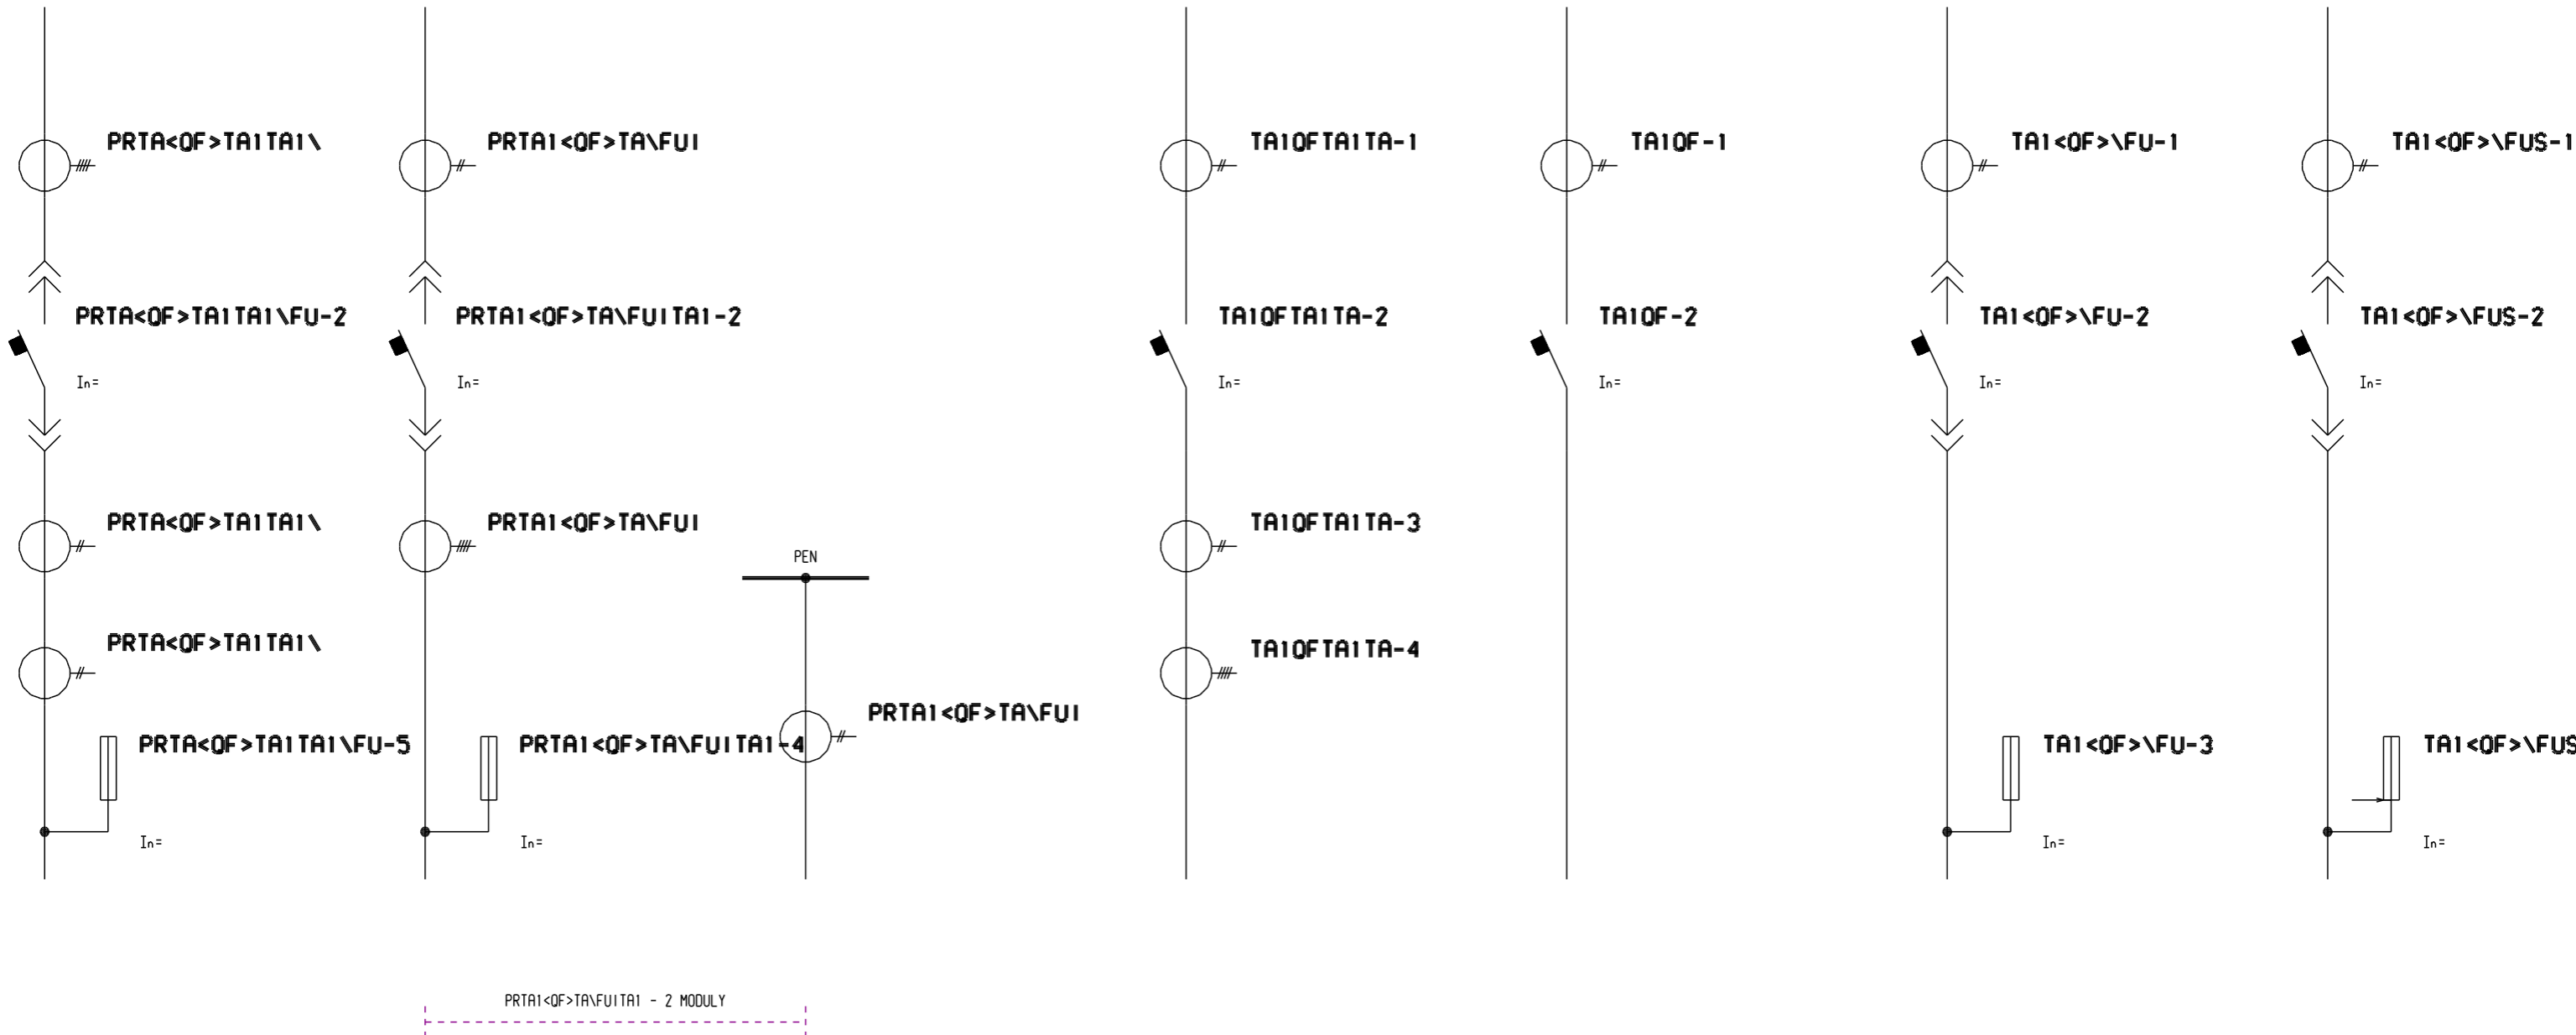 PRTA<QF>TA1TA1\
PRTA1<QF>TA\FU1
TA1QFTA1TA-1
TA1QF-1
TA1<QF>\FU-1
TA1<QF>\FUS-1
PRTA<QF>TA1TA1\FU-2
PRTA1<QF>TA\FU1TA1-2
TA1QFTA1TA-2
TA1QF-2
TA1<QF>\FU-2
TA1<QF>\FUS-2
In=
In=
In=
In=
In=
In=
PRTA<QF>TA1TA1\
PRTA1<QF>TA\FU1
TA1QFTA1TA-3
PEN
PRTA<QF>TA1TA1\
TA1QFTA1TA-4
PRTA1<QF>TA\FU1
PRTA<QF>TA1TA1\FU-5
PRTA1<QF>TA\FU1TA1-4
TA1<QF>\FU-3
TA1<QF>\FUS
In=
In=
In=
In=
PRTA1<QF>TA\FU1TA1 - 2 MODULY